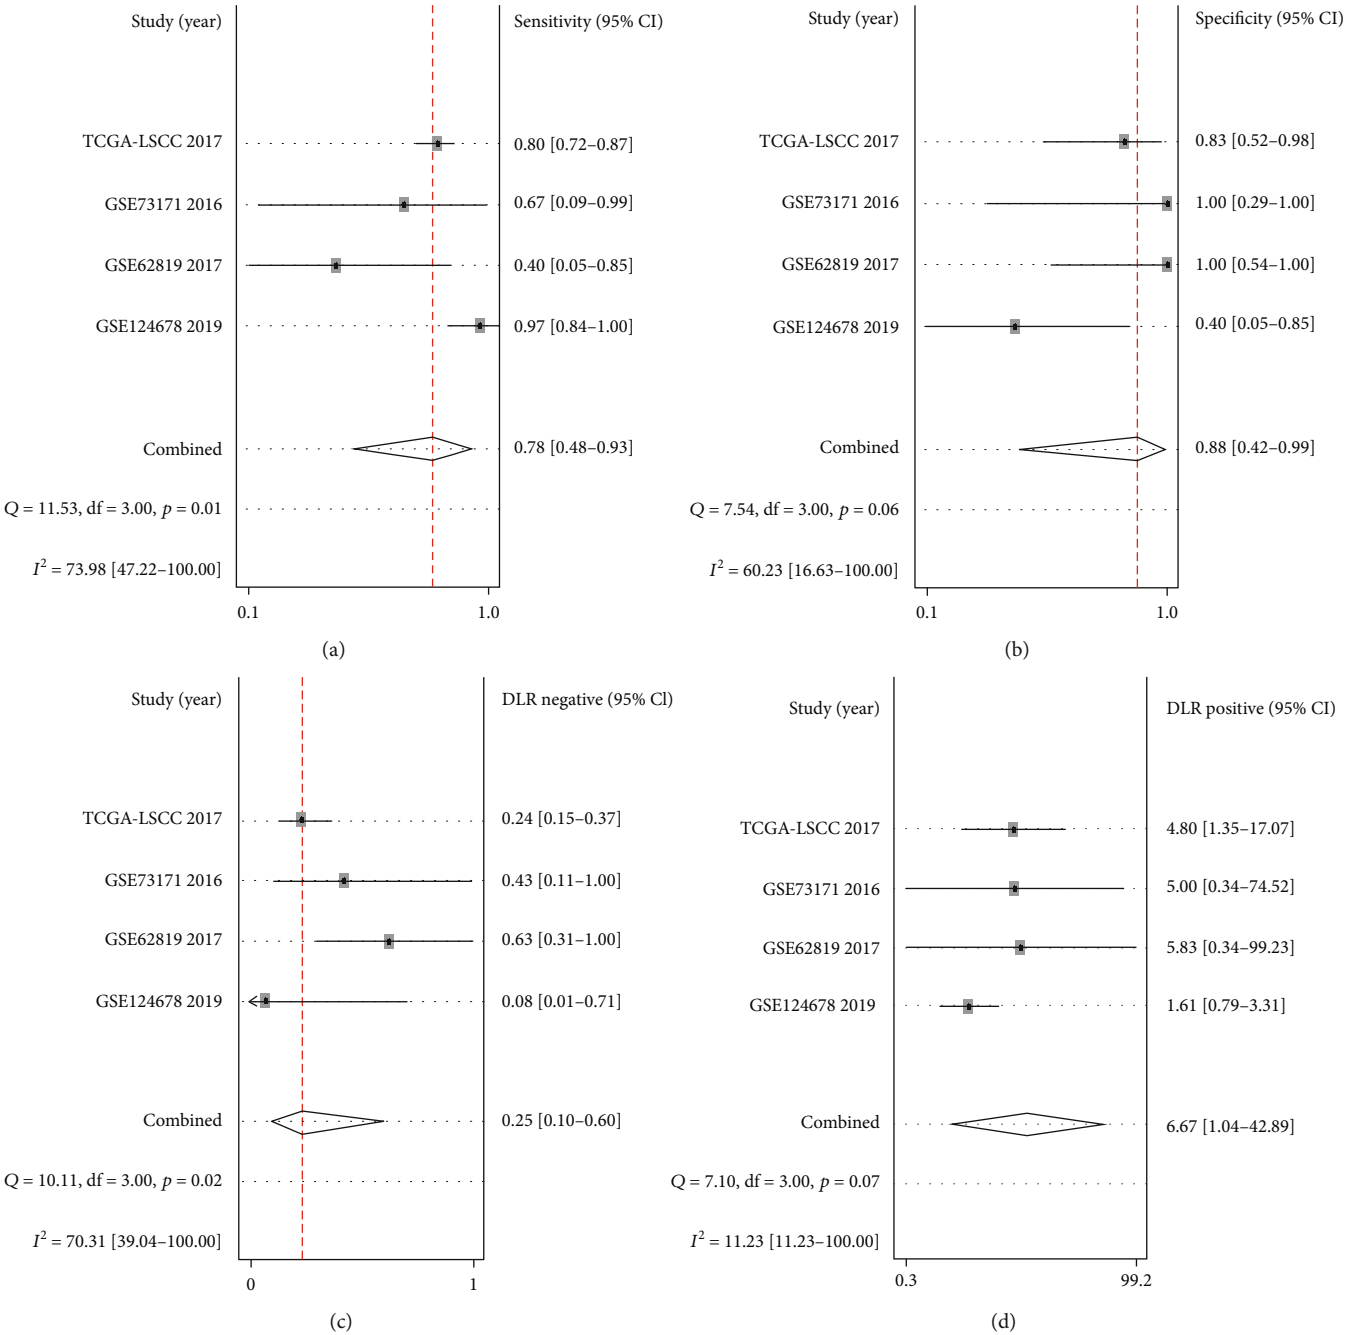 Study (year) Sensitivity (95% CI)
TCGA-LSCC 2017 0.80 [0.72–0.87]
GSE73171 2016 0.67 [0.09–0.99]
GSE62819 2017 0.40 [0.05–0.85]
GSE124678 2019 0.97 [0.84–1.00]
Combined 0.78 [0.48–0.93]
Q = 11.53, df = 3.00, p = 0.01
I² = 73.98 [47.22–100.00]
0.1 1.0
(a)
Study (year) Specificity (95% CI)
TCGA-LSCC 2017 0.83 [0.52–0.98]
GSE73171 2016 1.00 [0.29–1.00]
GSE62819 2017 1.00 [0.54–1.00]
GSE124678 2019 0.40 [0.05–0.85]
Combined 0.88 [0.42–0.99]
Q = 7.54, df = 3.00, p = 0.06
I² = 60.23 [16.63–100.00]
0.1 1.0
(b)
Study (year) DLR negative (95% Cl)
TCGA-LSCC 2017 0.24 [0.15–0.37]
GSE73171 2016 0.43 [0.11–1.00]
GSE62819 2017 0.63 [0.31–1.00]
GSE124678 2019 0.08 [0.01–0.71]
Combined 0.25 [0.10–0.60]
Q = 10.11, df = 3.00, p = 0.02
I² = 70.31 [39.04–100.00]
0 1
(c)
Study (year) DLR positive (95% CI)
TCGA-LSCC 2017 4.80 [1.35–17.07]
GSE73171 2016 5.00 [0.34–74.52]
GSE62819 2017 5.83 [0.34–99.23]
GSE124678 2019 1.61 [0.79–3.31]
Combined 6.67 [1.04–42.89]
Q = 7.10, df = 3.00, p = 0.07
I² = 11.23 [11.23–100.00]
0.3 99.2
(d)